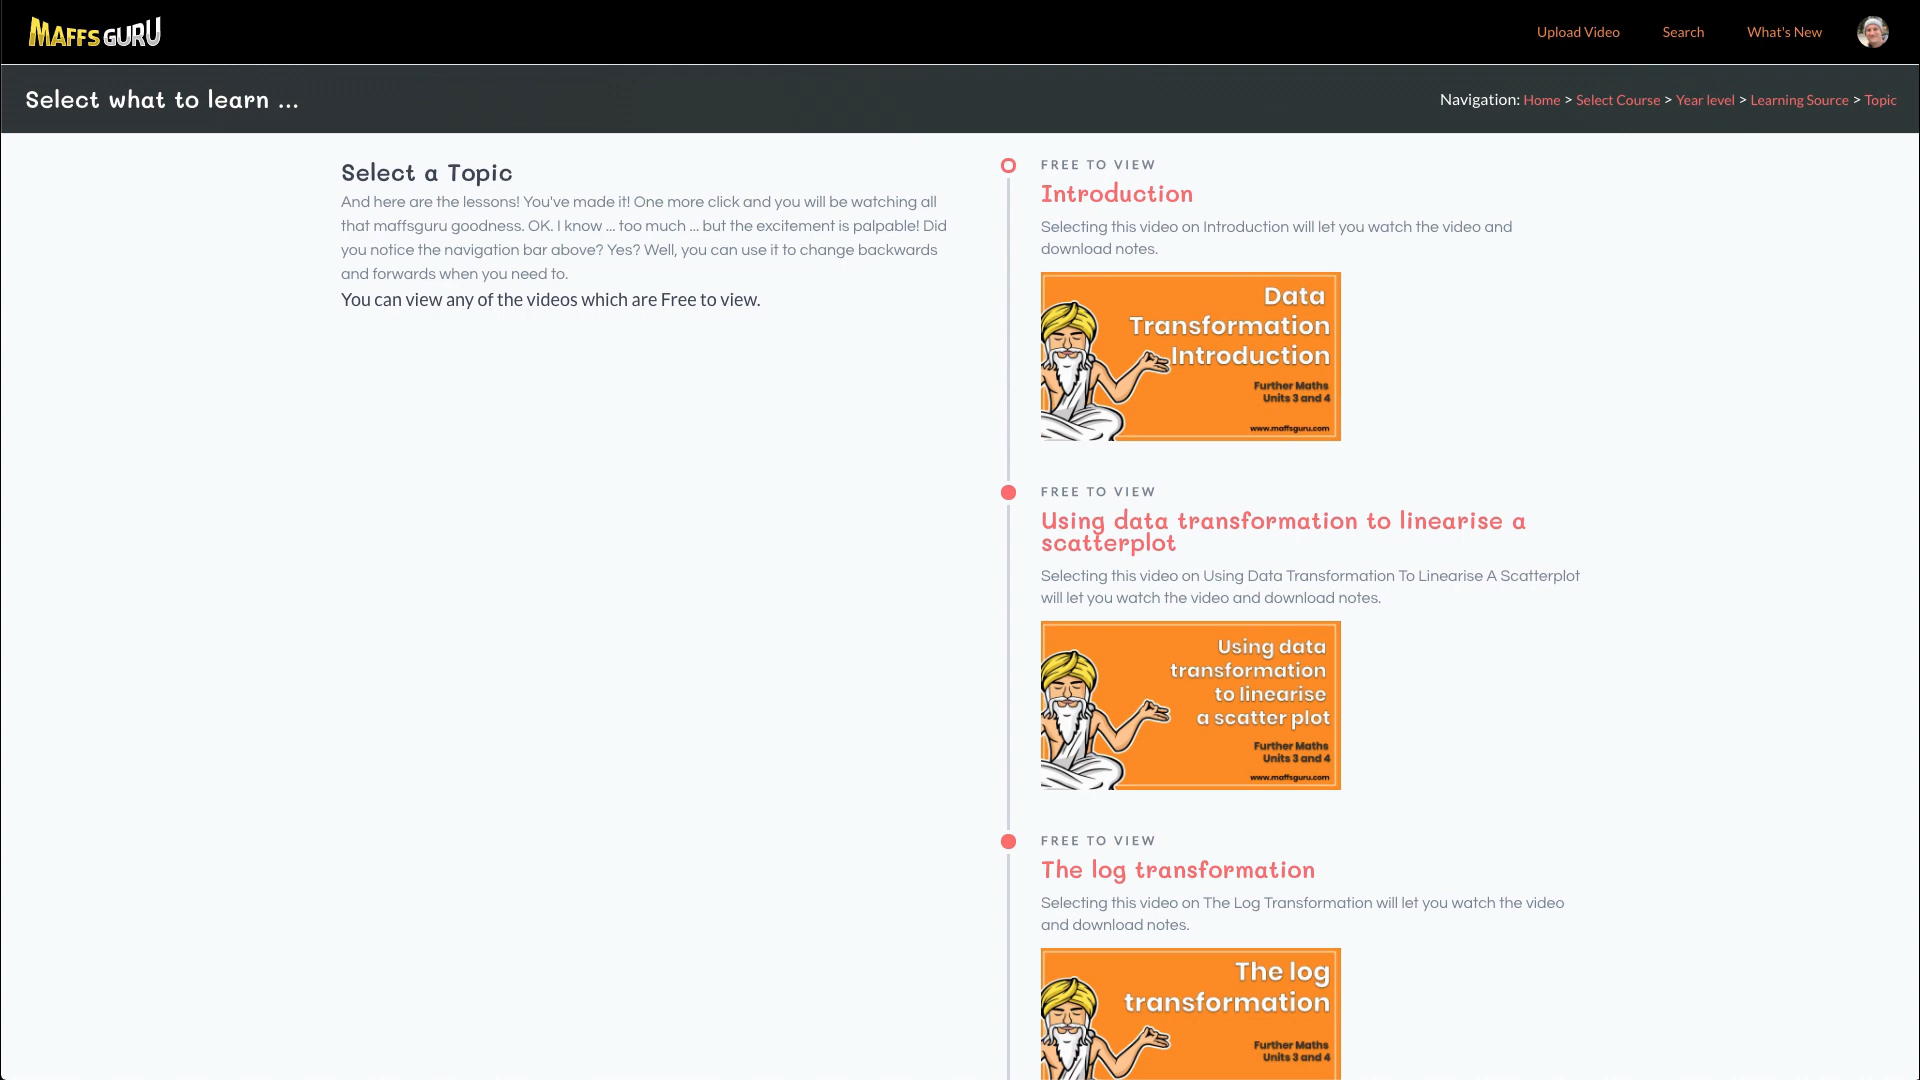 MAFFS GURU
Upload Video
Search
What's New
Select what to learn ...
Navigation: Home > Select Course > Year level > Learning Source > Topic
Select a Topic
And here are the lessons! You've made it! One more click and you will be watching all
that maffsguru goodness. OK. I know ... too much ... but the excitement is palpable! Did
you notice the navigation bar above? Yes? Well, you can use it to change backwards
and forwards when you need to.
You can view any of the videos which are Free to view.
FREE TO VIEW
Introduction
Selecting this video on Introduction will let you watch the video and
download notes.
Data
Transformation
Introduction
Further Maths
Units 3 and 4
www.maffsguru.com
FREE TO VIEW
Using data transformation to linearise a
scatterplot
Selecting this video on Using Data Transformation To Linearise A Scatterplot
will let you watch the video and download notes.
Using data
transformation
to linearise
a scatter plot
Further Maths
Units 3 and 4
www.maffsguru.com
FREE TO VIEW
The log transformation
Selecting this video on The Log Transformation will let you watch the video
and download notes.
The log
transformation
Further Maths
Units 3 and 4